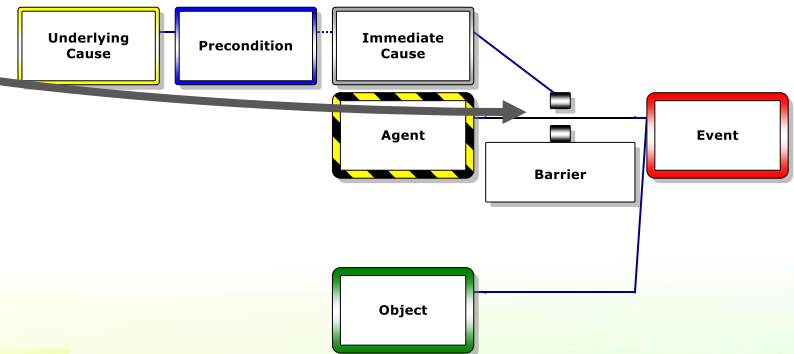 Underlying
Cause
Precondition
Immediate
Cause
Agent
Event
Barrier
Object